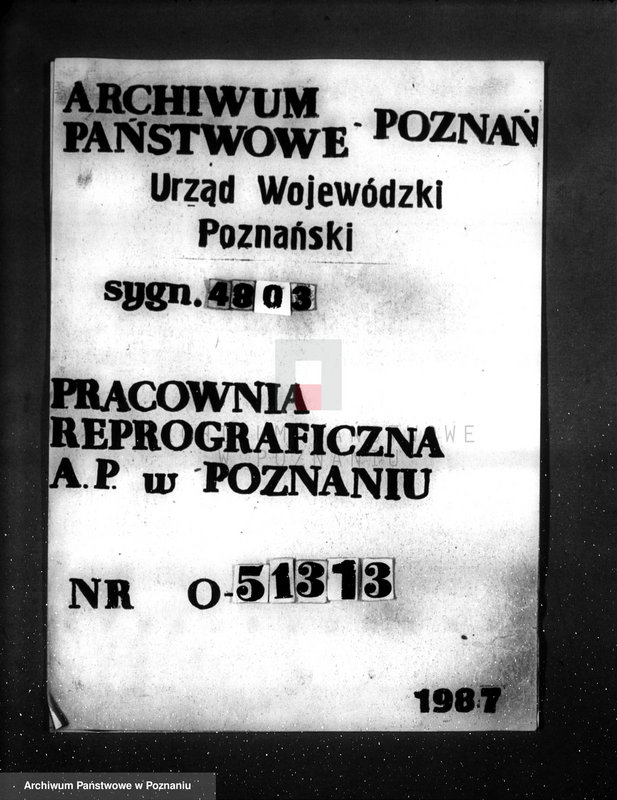 ARCHIWUM
PAŃSTWOWE - POZNAŃ
Urząd Wojewódzki
Poznański
sygn. 4803
PRACOWNIA
REPROGRAFICZNA
A.P. w POZNANIU
NR O-51313
1987
Archiwum Państwowe w Poznaniu